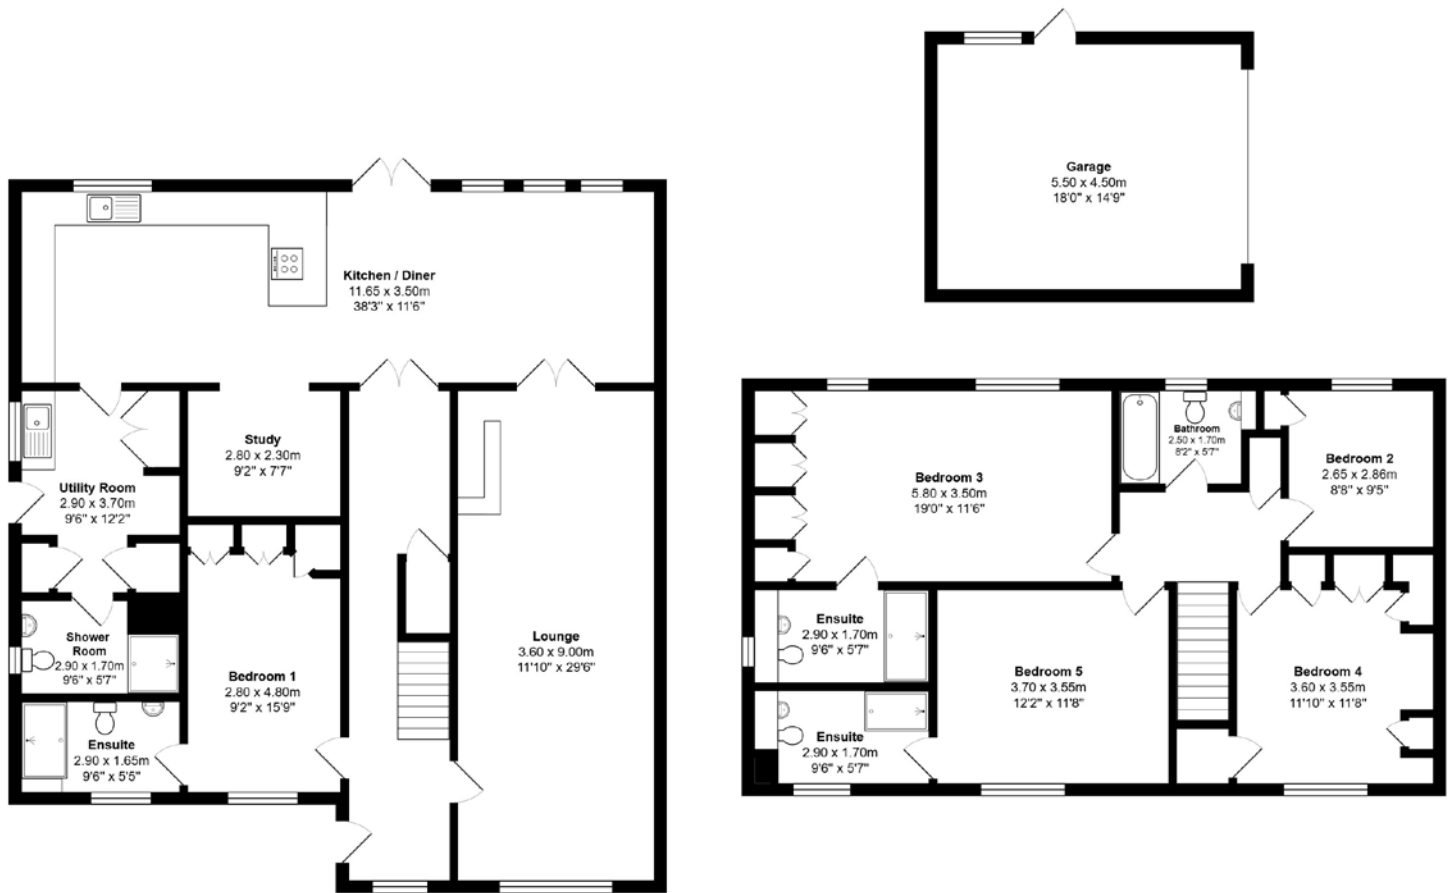 Garage
5.50 x 4.50m
18'0" x 14'9"
Kitchen / Diner
11.65 x 3.50m
38'3" x 11'6"
Study
2.80 x 2.30m
9'2" x 7'7"
Utility Room
2.90 x 3.70m
9'6" x 12'2"
Shower
Room
2.90 x 1.70m
9'6" x 5'7"
Bedroom 1
2.80 x 4.80m
9'2" x 15'9"
Ensuite
2.90 x 1.65m
9'6" x 5'5"
Lounge
3.60 x 9.00m
11'10" x 29'6"
Bedroom 3
5.80 x 3.50m
19'0" x 11'6"
Bathroom
2.50 x 1.70m
8'2" x 5'7"
Bedroom 2
2.65 x 2.86m
8'8" x 9'5"
Ensuite
2.90 x 1.70m
9'6" x 5'7"
Ensuite
2.90 x 1.70m
9'6" x 5'7"
Bedroom 5
3.70 x 3.55m
12'2" x 11'8"
Bedroom 4
3.60 x 3.55m
11'10" x 11'8"